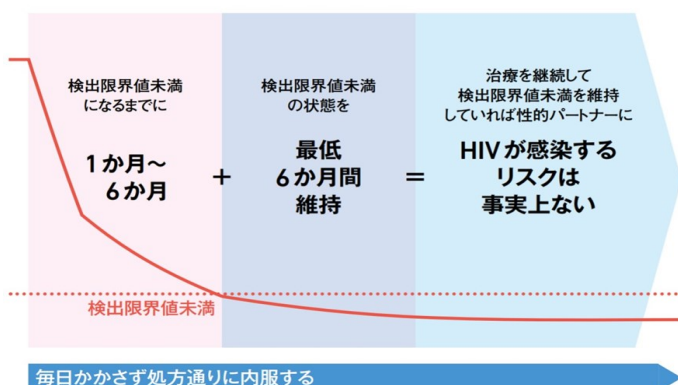 検出限界値未満
になるまでに
1か月～
6か月
+
検出限界値未満
の状態を
最低
6か月間
維持
=
治療を継続して
検出限界値未満を維持
していれば性的パートナーに
HIVが感染する
リスクは
事実上ない
検出限界値未満
毎日かかさず処方通りに内服する